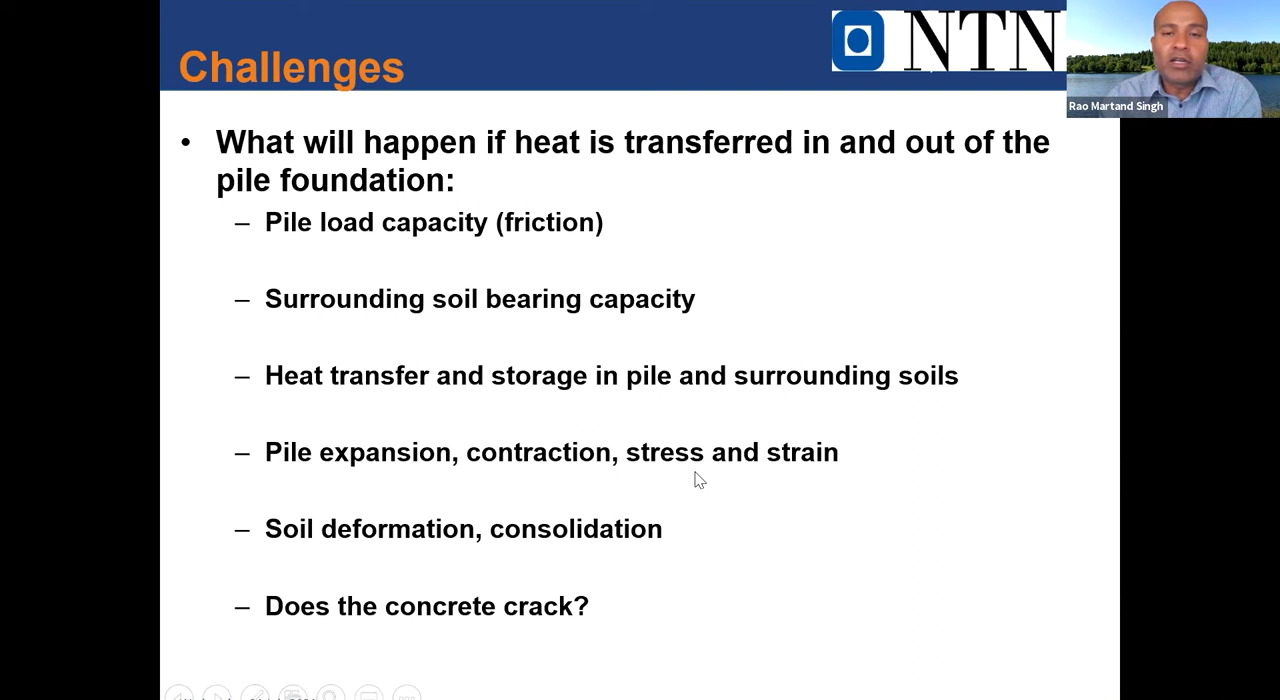 Challenges
NTN
Rao Martand Singh
• What will happen if heat is transferred in and out of the
pile foundation:
– Pile load capacity (friction)
– Surrounding soil bearing capacity
– Heat transfer and storage in pile and surrounding soils
– Pile expansion, contraction, stress and strain
– Soil deformation, consolidation
– Does the concrete crack?